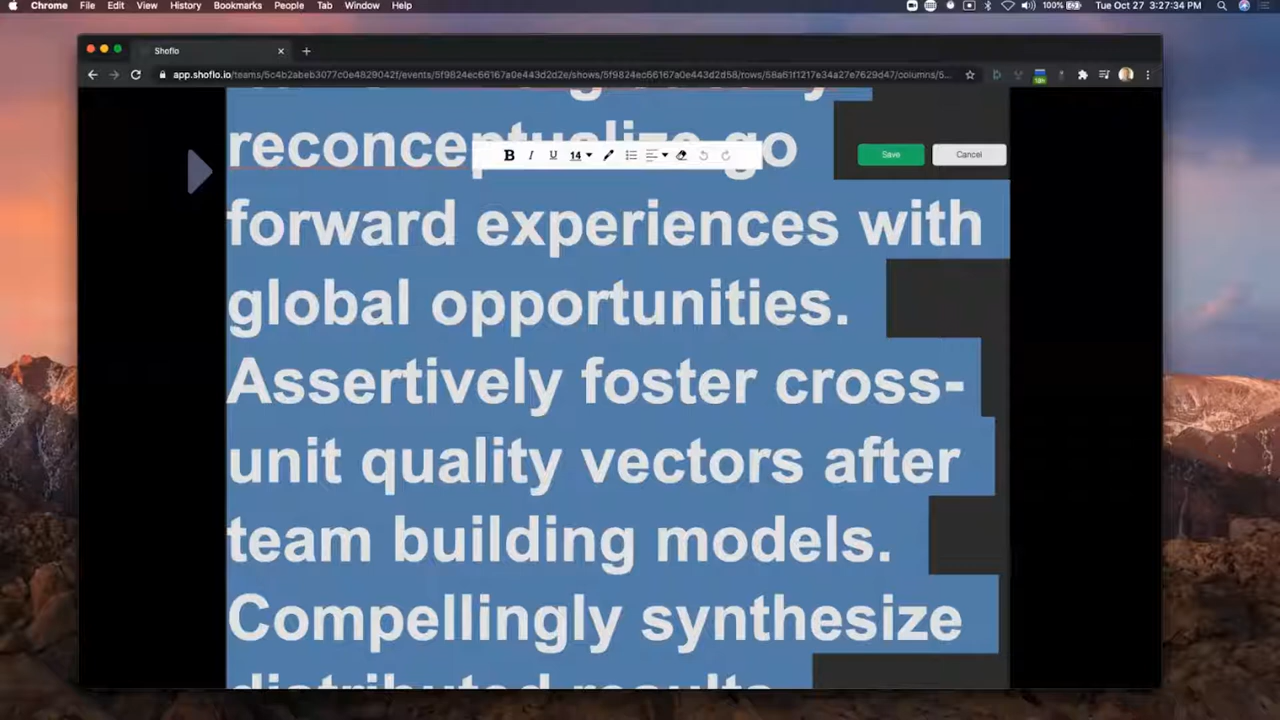 Chrome File Edit View History Bookmarks People Tab Window Help 100% Tue Oct 27 3:27:34 PM
Shoflo
app.shoflo.io/teams/5c4b2abeb3077c0e4829042f/events/5f9824ec66167a0e443d2d2e/shows/5f9824ec66167a0e443d2d58/rows/58a61f1217e34a27e7629d47/columns/5...
reconceptualize go
B I U 14
Save Cancel
forward experiences with
global opportunities.
Assertively foster cross-
unit quality vectors after
team building models.
Compellingly synthesize
distributed results